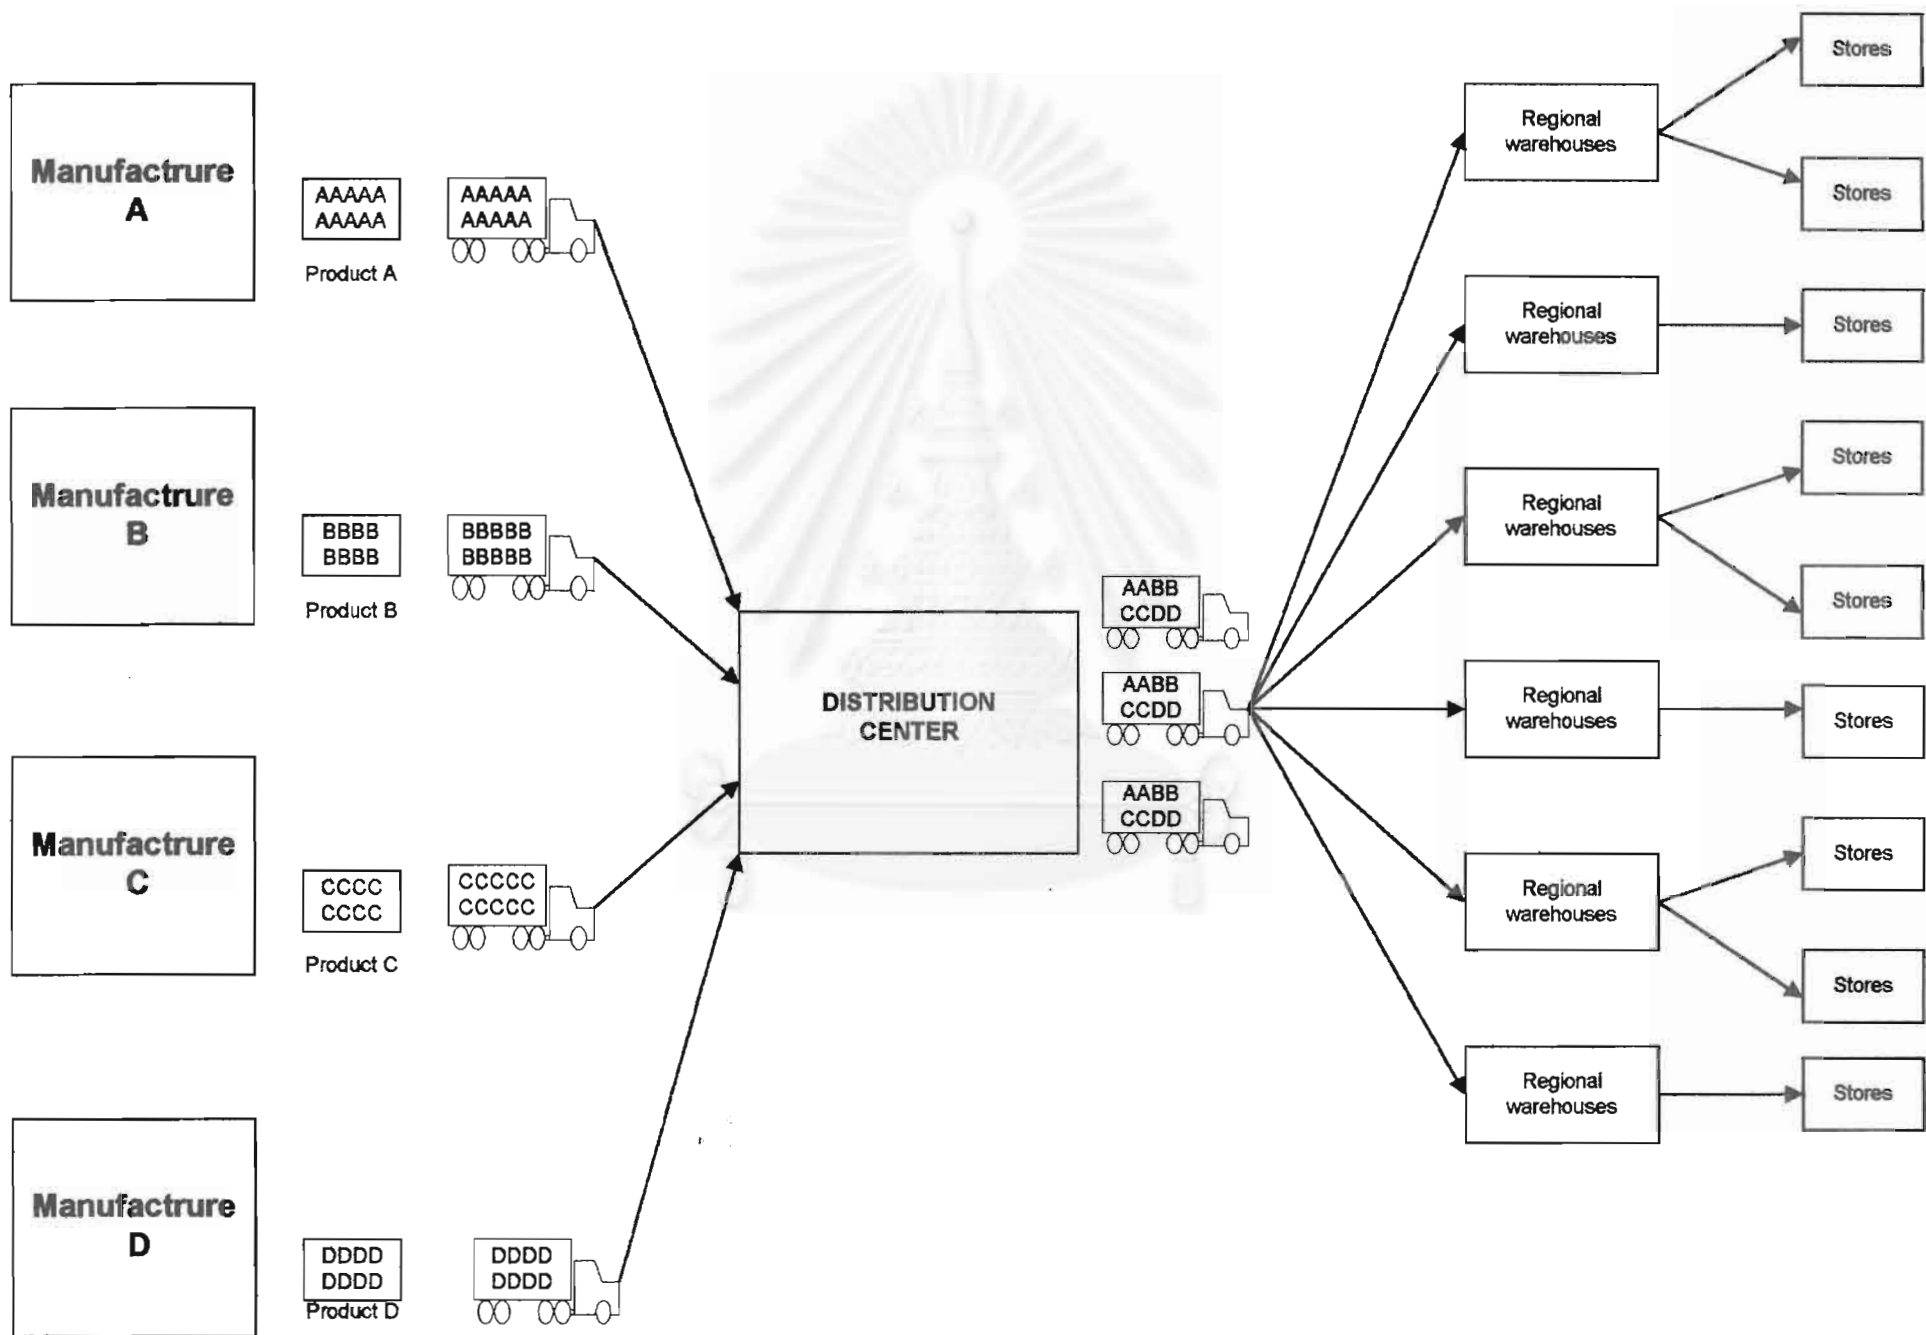 Manufactrure
A
AAAAA
AAAAA
Product A
AAAAA
AAAAA
Manufactrure
B
BBBB
BBBB
Product B
BBBBB
BBBBB
Manufactrure
C
CCCC
CCCC
Product C
CCCCC
CCCCC
Manufactrure
D
DDDD
DDDD
Product D
DDDD
DDDD
DISTRIBUTION
CENTER
AABB
CCDD
AABB
CCDD
AABB
CCDD
Regional
warehouses
Regional
warehouses
Regional
warehouses
Regional
warehouses
Regional
warehouses
Regional
warehouses
Stores
Stores
Stores
Stores
Stores
Stores
Stores
Stores
Stores